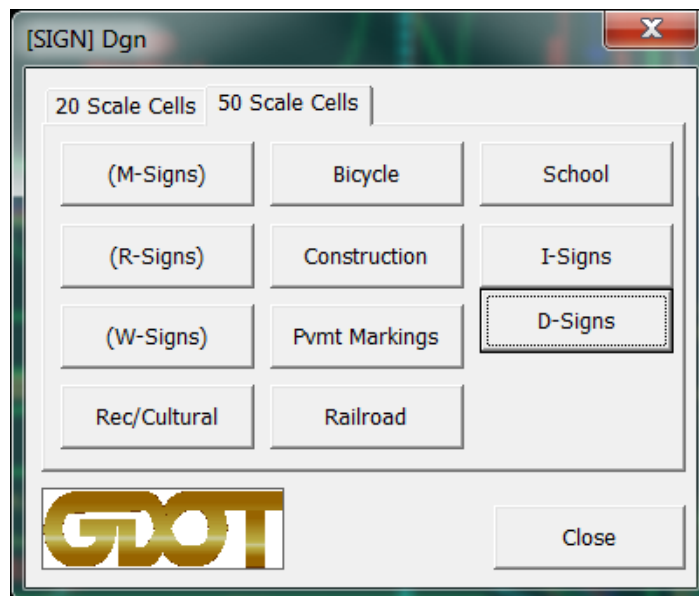 [SIGN] Dgn
20 Scale Cells 50 Scale Cells
(M-Signs) Bicycle School
(R-Signs) Construction I-Signs
(W-Signs) Pvmt Markings D-Signs
Rec/Cultural Railroad
GDOT Close